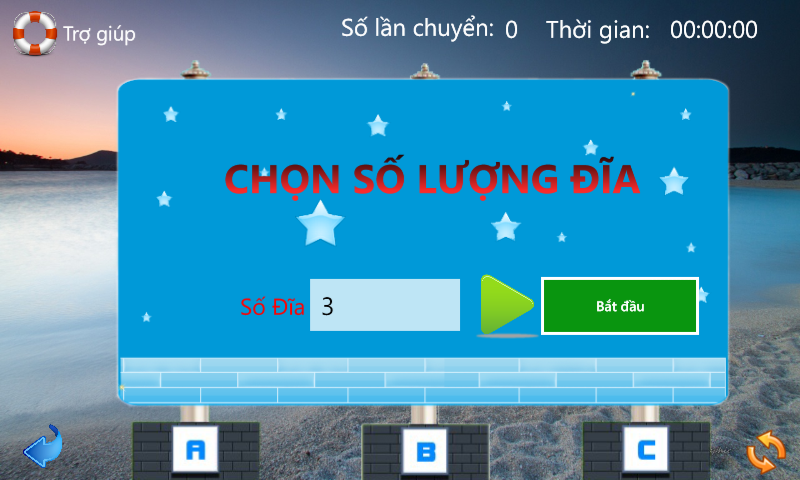 Trợ giúp
Số lần chuyển: 0
Thời gian: 00:00:00
CHỌN SỐ LƯỢNG ĐĨA
Số Đĩa 3
Bắt đầu
A
B
C